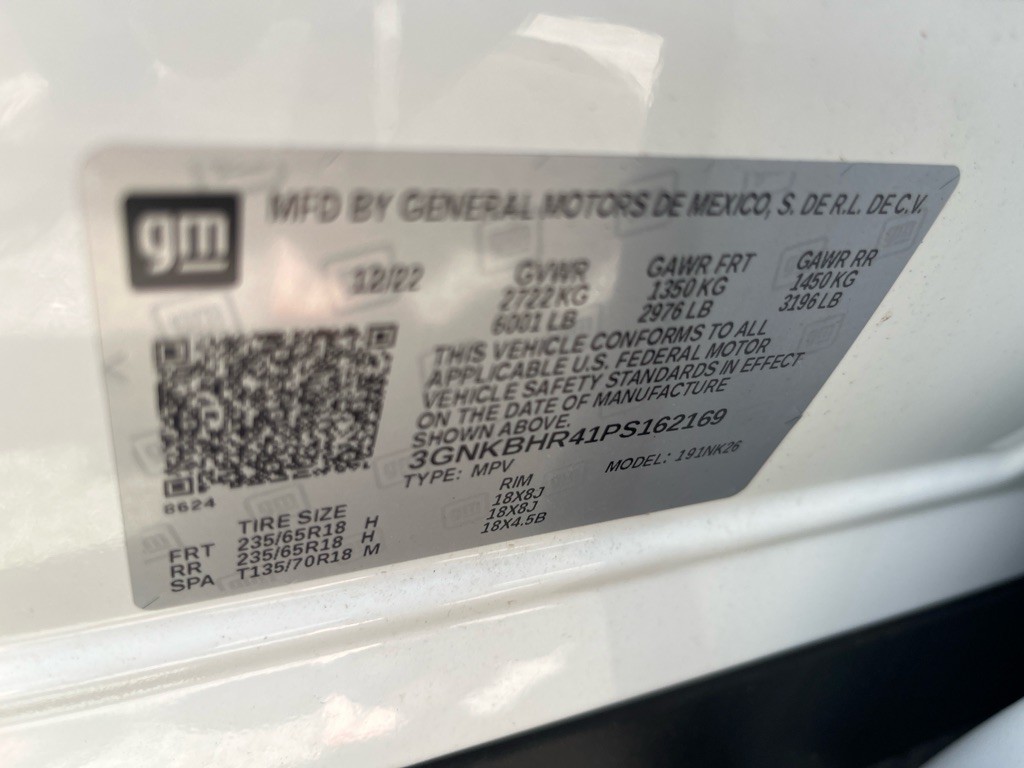 gm
MFD BY GENERAL MOTORS DE MEXICO, S. DE R.L. DE C.V.
12/22 GVWR GAWR FRT GAWR RR
2722 KG 1350 KG 1450 KG
6001 LB 2976 LB 3196 LB
THIS VEHICLE CONFORMS TO ALL
APPLICABLE U.S. FEDERAL MOTOR
VEHICLE SAFETY STANDARDS IN EFFECT
ON THE DATE OF MANUFACTURE
SHOWN ABOVE.
3GNKBHR41PS162169
TYPE: MPV MODEL: 191NK26
8624
TIRE SIZE RIM
FRT 235/65R18 H 18X8J
RR 235/65R18 H 18X8J
SPA T135/70R18 M 18X4.5B